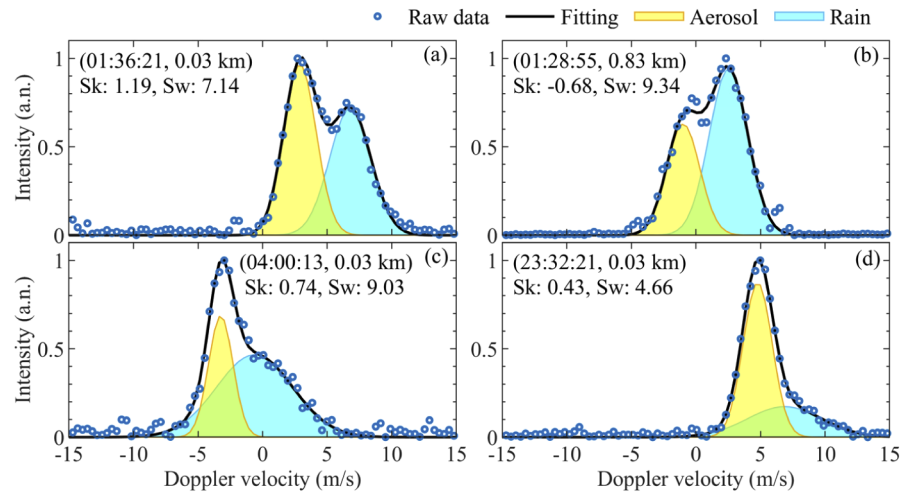 Raw data Fitting Aerosol Rain
(01:36:21, 0.03 km) (a)
Sk: 1.19, Sw: 7.14
1
0.5
0
Intensity (a.n.)
(01:28:55, 0.83 km) (b)
Sk: -0.68, Sw: 9.34
1
0.5
0
(04:00:13, 0.03 km) (c)
Sk: 0.74, Sw: 9.03
1
0.5
0
Intensity (a.n.)
-15 -10 -5 0 5 10 15
Doppler velocity (m/s)
(23:32:21, 0.03 km) (d)
Sk: 0.43, Sw: 4.66
1
0.5
0
-15 -10 -5 0 5 10 15
Doppler velocity (m/s)